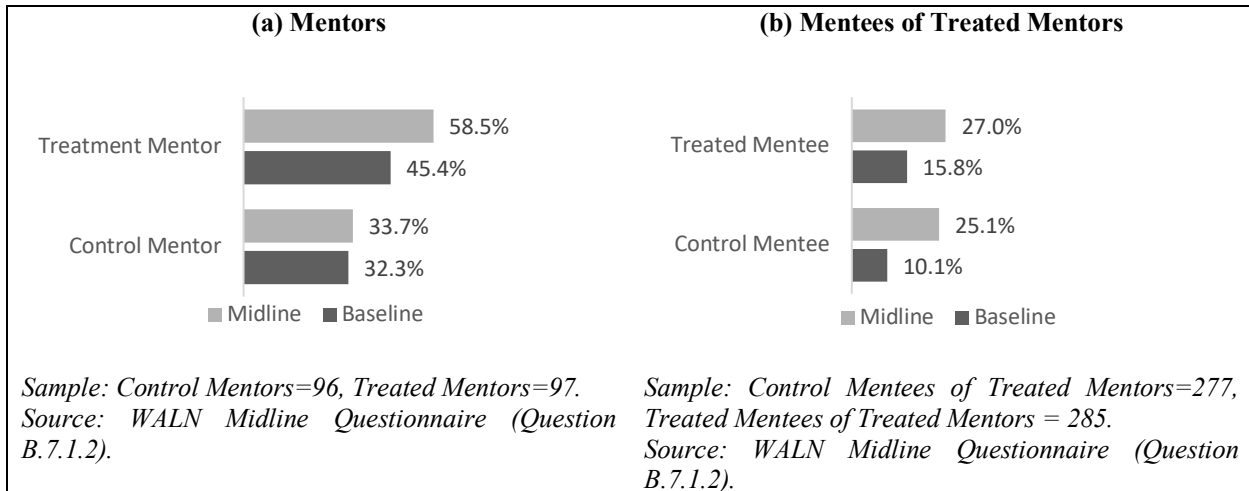 (a) Mentors
Treatment Mentor
58.5%
45.4%
Control Mentor
33.7%
32.3%
Midline Baseline
Sample: Control Mentors=96, Treated Mentors=97.
Source: WALN Midline Questionnaire (Question
B.7.1.2).
(b) Mentees of Treated Mentors
Treated Mentee
27.0%
15.8%
Control Mentee
25.1%
10.1%
Midline Baseline
Sample: Control Mentees of Treated Mentors=277,
Treated Mentees of Treated Mentors = 285.
Source: WALN Midline Questionnaire (Question
B.7.1.2).